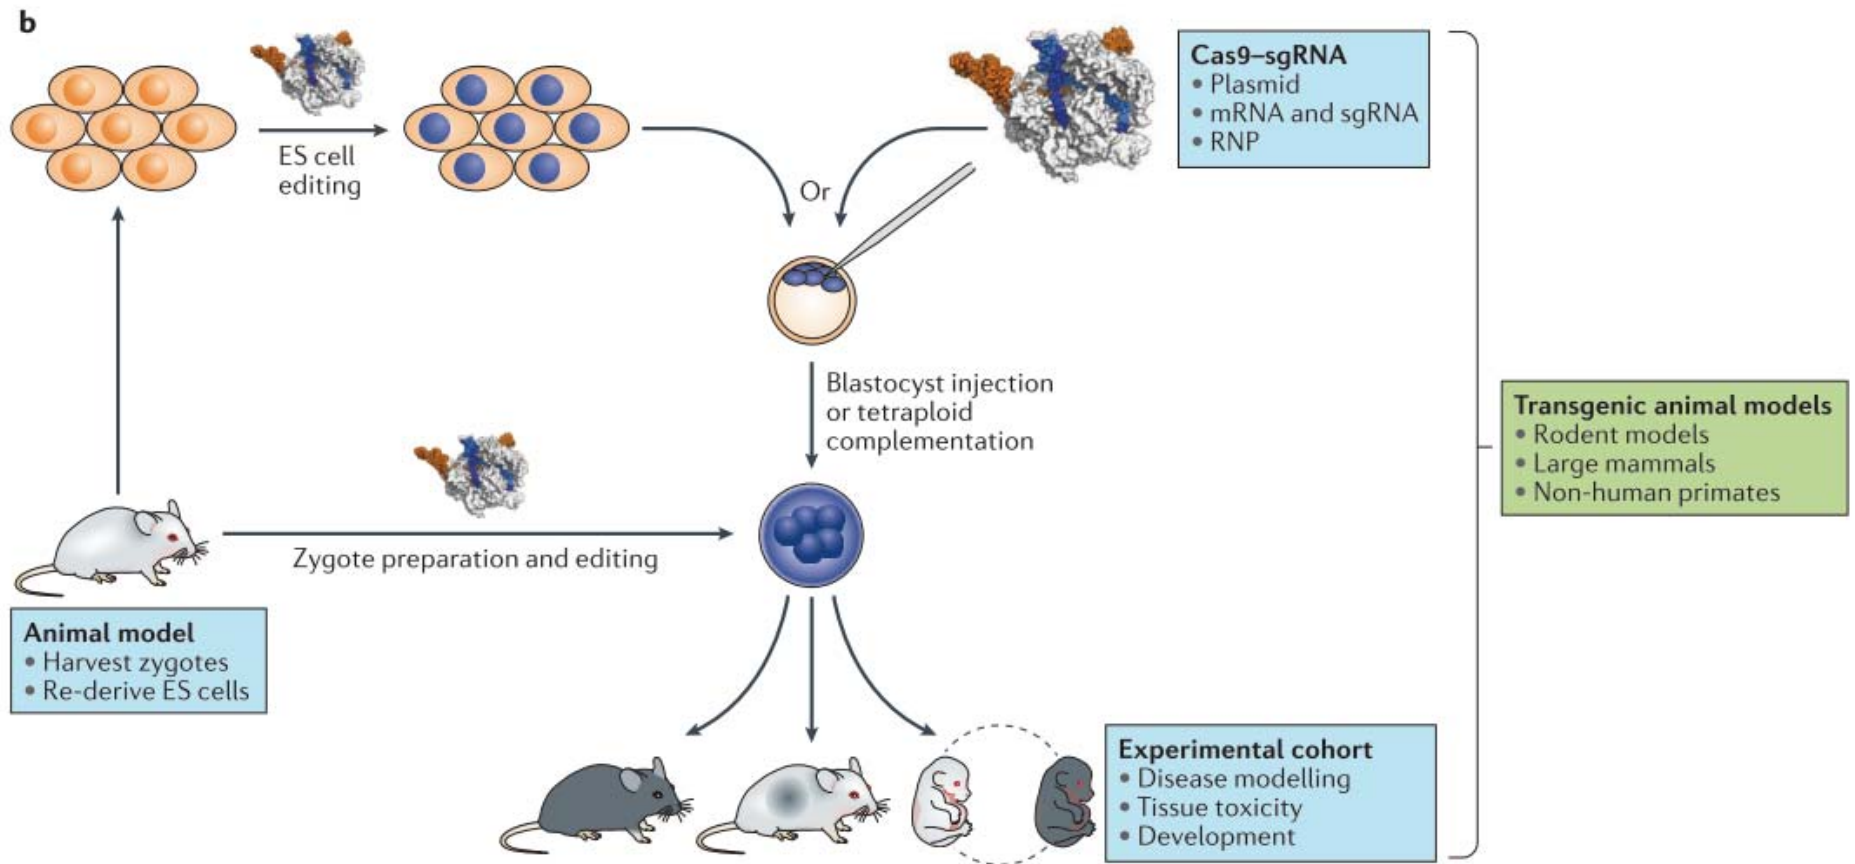 b
ES cell
editing
Or
Cas9–sgRNA
• Plasmid
• mRNA and sgRNA
• RNP
Blastocyst injection
or tetraploid
complementation
Zygote preparation and editing
Animal model
• Harvest zygotes
• Re-derive ES cells
Experimental cohort
• Disease modelling
• Tissue toxicity
• Development
Transgenic animal models
• Rodent models
• Large mammals
• Non-human primates